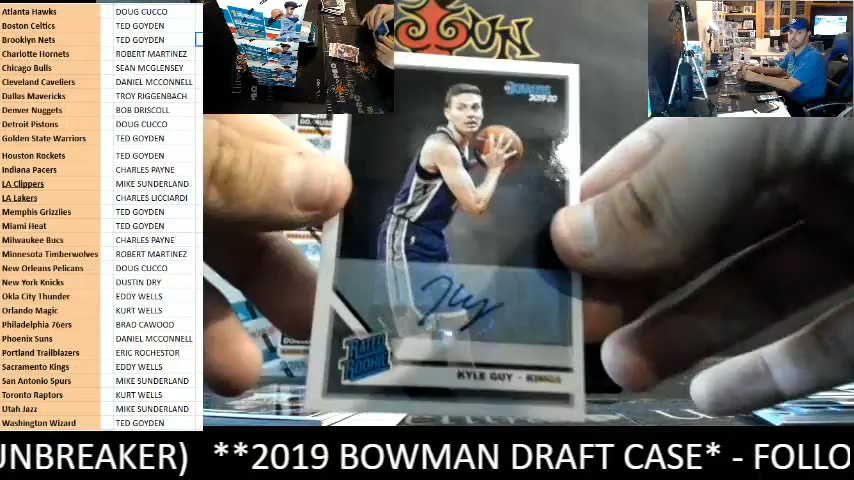 Atlanta Hawks DOUG CUCCO
Boston Celtics TED GOYDEN
Brooklyn Nets TED GOYDEN
Charlotte Hornets ROBERT MARTINEZ
Chicago Bulls SEAN MCGLENSEY
Cleveland Caveliers DANIEL MCCONNELL
Dallas Mavericks TROY RIGGENBACH
Denver Nuggets BOB DRISCOLL
Detroit Pistons DOUG CUCCO
Golden State Warriors TED GOYDEN
Houston Rockets TED GOYDEN
Indiana Pacers CHARLES PAYNE
LA Clippers MIKE SUNDERLAND
LA Lakers CHARLES LICCIARDI
Memphis Grizzlies TED GOYDEN
Miami Heat TED GOYDEN
Milwaukee Bucs CHARLES PAYNE
Minnesota Timberwolves ROBERT MARTINEZ
New Orleans Pelicans DOUG CUCCO
New York Knicks DUSTIN DRY
Okla City Thunder EDDY WELLS
Orlando Magic KURT WELLS
Philadelphia 76ers BRAD CAWOOD
Phoenix Suns DANIEL MCCONNELL
Portland Trailblazers ERIC ROCHESTOR
Sacramento Kings EDDY WELLS
San Antonio Spurs MIKE SUNDERLAND
Toronto Raptors KURT WELLS
Utah Jazz MIKE SUNDERLAND
Washington Wizard TED GOYDEN
GUN
DONRUSS
2019-20
RATED
ROOKIE
KYLE GUY - KINGS
UNBREAKER) **2019 BOWMAN DRAFT CASE* - FOLLO